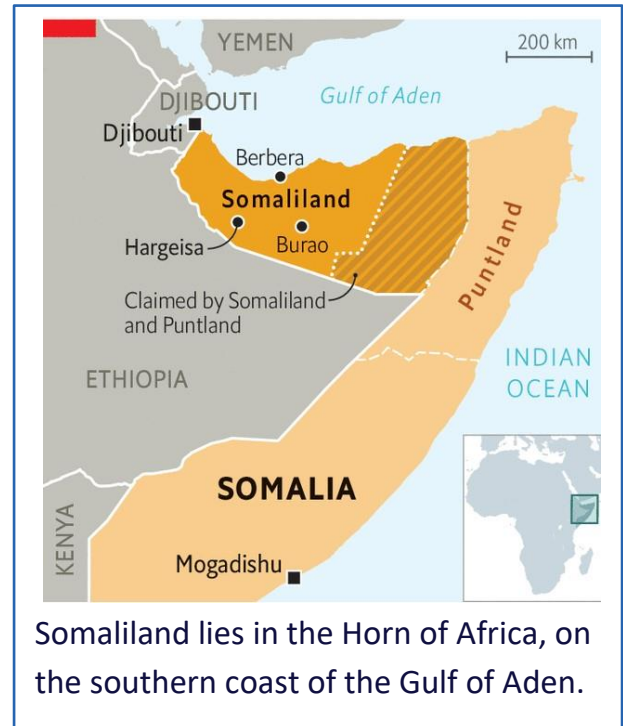 YEMEN
200 km
DJIBOUTI
Gulf of Aden
Djibouti
Berbera
Somaliland
Hargeisa
Burao
Puntland
Claimed by Somaliland
and Puntland
INDIAN
OCEAN
ETHIOPIA
SOMALIA
KENYA
Mogadishu
Somaliland lies in the Horn of Africa, on
the southern coast of the Gulf of Aden.